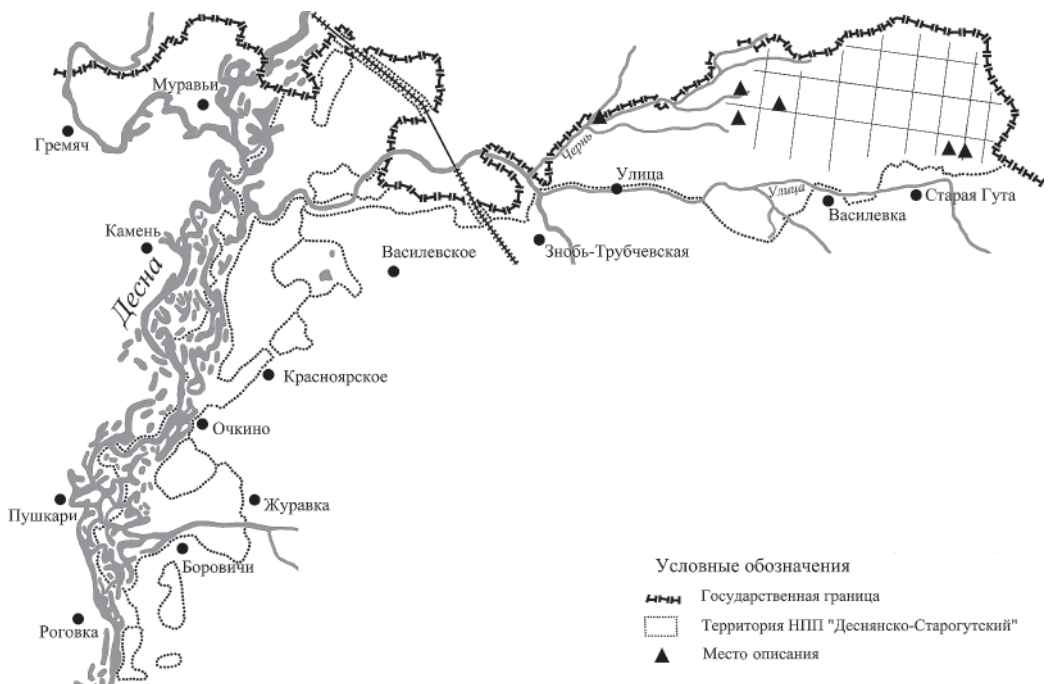 Муравьи
Гремяч
Чернь
Улица
Улица
Старая Гута
Василевка
Камень
Василевское
Знобь-Трубчевская
Десна
Красноярское
Очкино
Пушкари
Журавка
Боровичи
Роговка
Условные обозначения
Государственная граница
Территория НПП "Деснянско-Старогутский"
Место описания